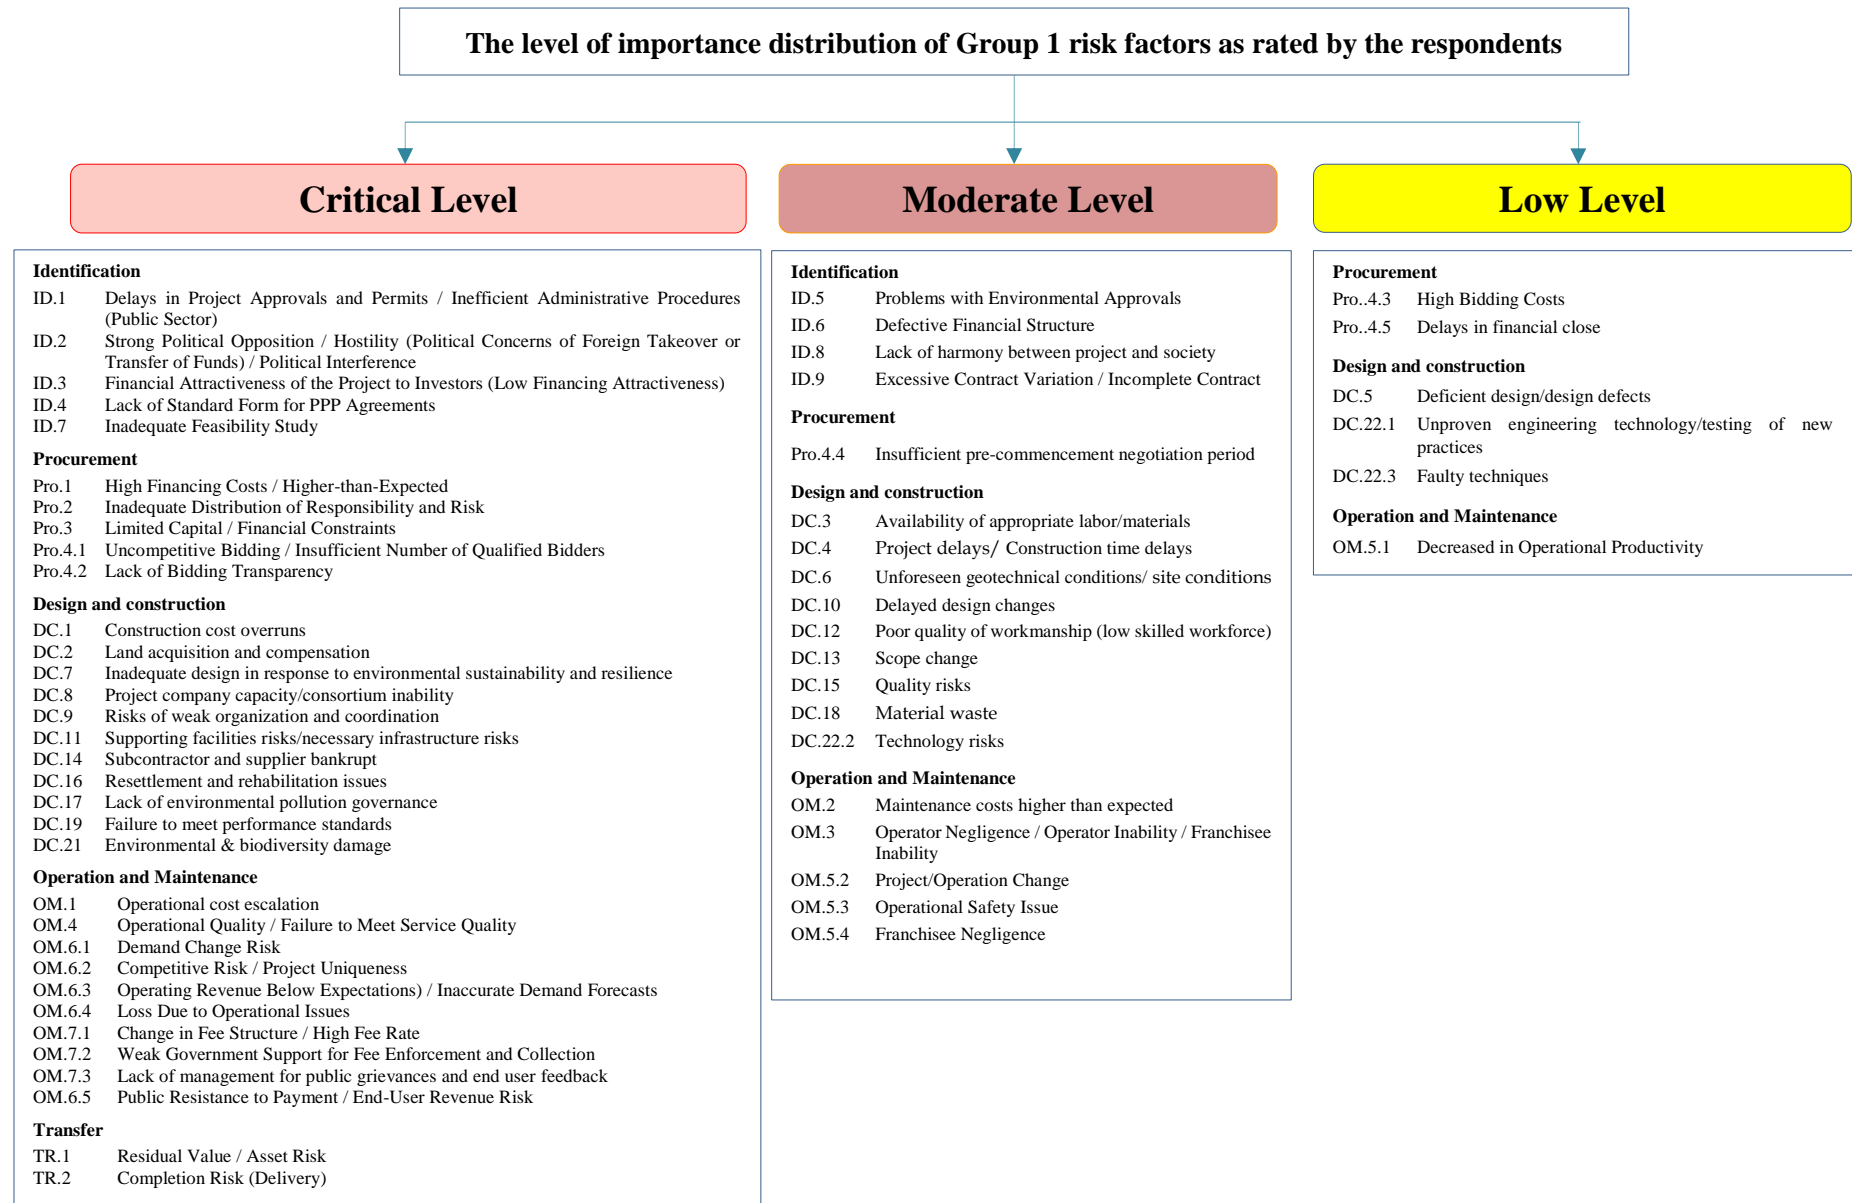 The level of importance distribution of Group 1 risk factors as rated by the respondents
Critical Level
Identification
ID.1 Delays in Project Approvals and Permits / Inefficient Administrative Procedures
(Public Sector)
ID.2 Strong Political Opposition / Hostility (Political Concerns of Foreign Takeover or
Transfer of Funds) / Political Interference
ID.3 Financial Attractiveness of the Project to Investors (Low Financing Attractiveness)
ID.4 Lack of Standard Form for PPP Agreements
ID.7 Inadequate Feasibility Study
Procurement
Pro.1 High Financing Costs / Higher-than-Expected
Pro.2 Inadequate Distribution of Responsibility and Risk
Pro.3 Limited Capital / Financial Constraints
Pro.4.1 Uncompetitive Bidding / Insufficient Number of Qualified Bidders
Pro.4.2 Lack of Bidding Transparency
Design and construction
DC.1 Construction cost overruns
DC.2 Land acquisition and compensation
DC.7 Inadequate design in response to environmental sustainability and resilience
DC.8 Project company capacity/consortium inability
DC.9 Risks of weak organization and coordination
DC.11 Supporting facilities risks/necessary infrastructure risks
DC.14 Subcontractor and supplier bankrupt
DC.16 Resettlement and rehabilitation issues
DC.17 Lack of environmental pollution governance
DC.19 Failure to meet performance standards
DC.21 Environmental & biodiversity damage
Operation and Maintenance
OM.1 Operational cost escalation
OM.4 Operational Quality / Failure to Meet Service Quality
OM.6.1 Demand Change Risk
OM.6.2 Competitive Risk / Project Uniqueness
OM.6.3 Operating Revenue Below Expectations) / Inaccurate Demand Forecasts
OM.6.4 Loss Due to Operational Issues
OM.7.1 Change in Fee Structure / High Fee Rate
OM.7.2 Weak Government Support for Fee Enforcement and Collection
OM.7.3 Lack of management for public grievances and end user feedback
OM.6.5 Public Resistance to Payment / End-User Revenue Risk
Transfer
TR.1 Residual Value / Asset Risk
TR.2 Completion Risk (Delivery)
Moderate Level
Identification
ID.5 Problems with Environmental Approvals
ID.6 Defective Financial Structure
ID.8 Lack of harmony between project and society
ID.9 Excessive Contract Variation / Incomplete Contract
Procurement
Pro.4.4 Insufficient pre-commencement negotiation period
Design and construction
DC.3 Availability of appropriate labor/materials
DC.4 Project delays/ Construction time delays
DC.6 Unforeseen geotechnical conditions/ site conditions
DC.10 Delayed design changes
DC.12 Poor quality of workmanship (low skilled workforce)
DC.13 Scope change
DC.15 Quality risks
DC.18 Material waste
DC.22.2 Technology risks
Operation and Maintenance
OM.2 Maintenance costs higher than expected
OM.3 Operator Negligence / Operator Inability / Franchisee
Inability
OM.5.2 Project/Operation Change
OM.5.3 Operational Safety Issue
OM.5.4 Franchisee Negligence
Low Level
Procurement
Pro..4.3 High Bidding Costs
Pro..4.5 Delays in financial close
Design and construction
DC.5 Deficient design/design defects
DC.22.1 Unproven engineering technology/testing of new
practices
DC.22.3 Faulty techniques
Operation and Maintenance
OM.5.1 Decreased in Operational Productivity